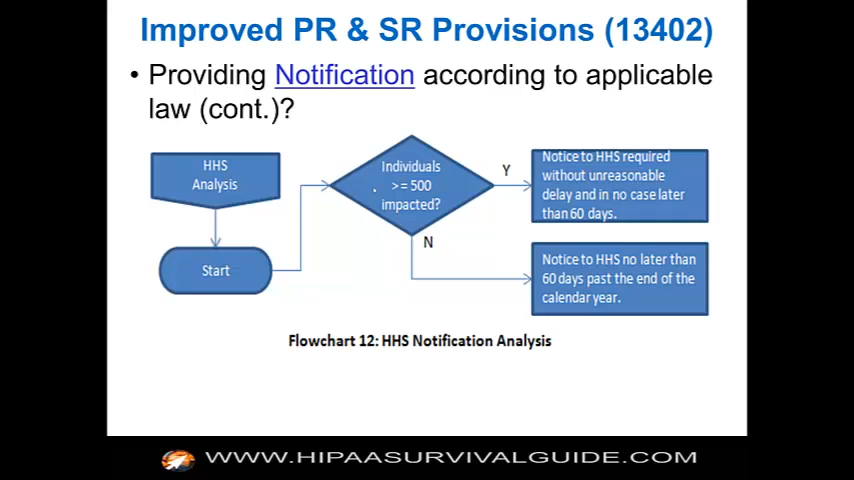 Improved PR & SR Provisions (13402)
• Providing Notification according to applicable
law (cont.)?
HHS
Analysis
Start
Individuals
>= 500
impacted?
Y
N
Notice to HHS required
without unreasonable
delay and in no case later
than 60 days.
Notice to HHS no later than
60 days past the end of the
calendar year.
Flowchart 12: HHS Notification Analysis
WWW.HIPAASURVIVALGUIDE.COM